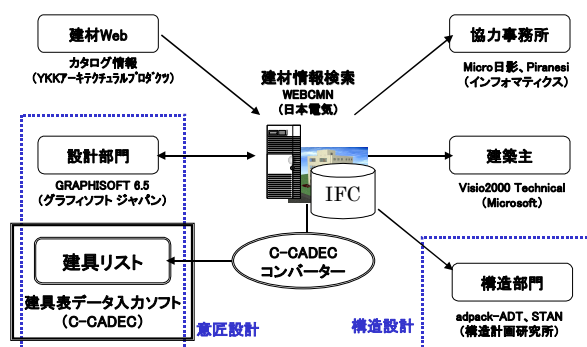 建材Web
カタログ情報
(YKKアーキテクチュラルプロダクツ)
建材情報検索
WEBCMN
(日本電気)
協力事務所
Micro日影、Piranesi
(インフォマティクス)
設計部門
GRAPHISOFT 6.5
(グラフィソフト ジャパン)
IFC
建築主
Visio2000 Technical
(Microsoft)
建具リスト
建具表データ入力ソフト
(C-CADEC)
C-CADEC
コンバーター
意匠設計
構造設計
構造部門
adpack-ADT、STAN
(構造計画研究所)